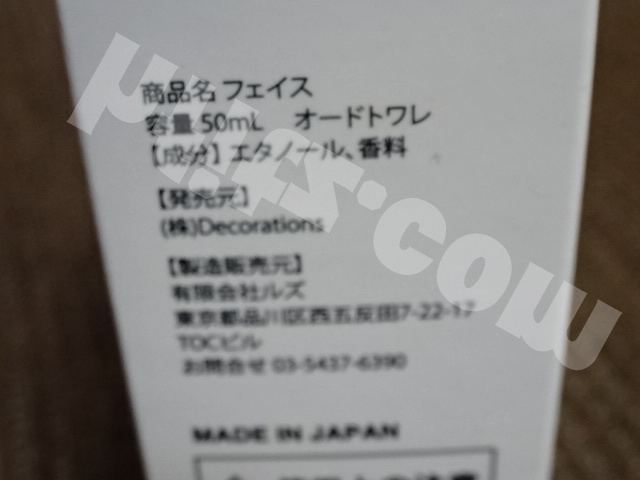 商品名 フェイス
容量 50mL オードトワレ
【成分】エタノール、香料
【発売元】
(株)Decorations
【製造販売元】
有限会社ルズ
東京都品川区西五反田7-22-17
TOCビル
お問合せ 03-5437-6390
MADE IN JAPAN